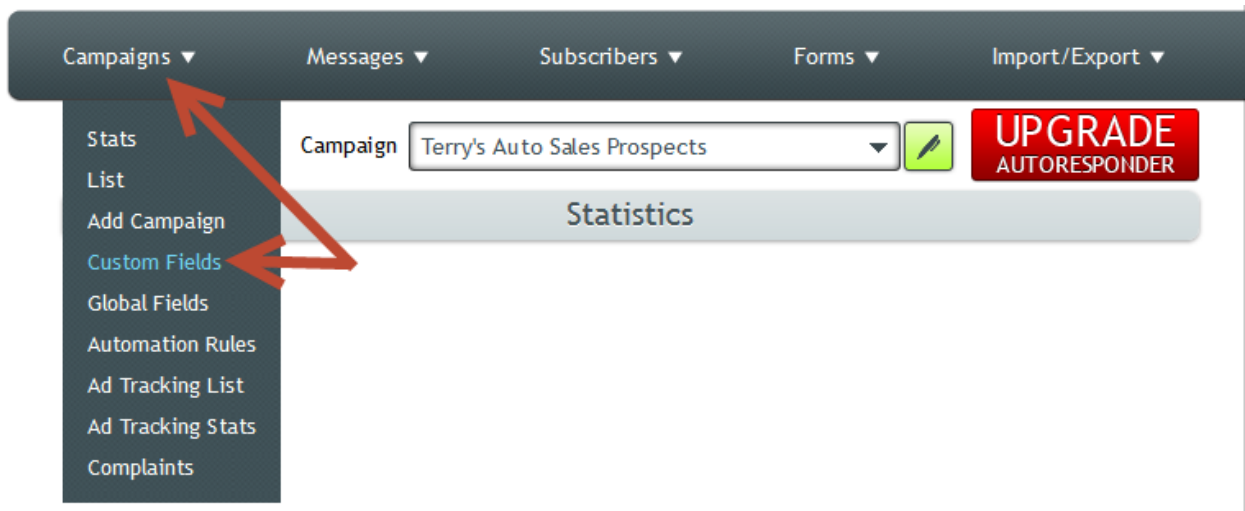 Campaigns ▼ Messages ▼ Subscribers ▼ Forms ▼ Import/Export ▼
Stats
List
Add Campaign
Custom Fields
Global Fields
Automation Rules
Ad Tracking List
Ad Tracking Stats
Complaints
Campaign Terry's Auto Sales Prospects
UPGRADE
AUTORESPONDER
Statistics